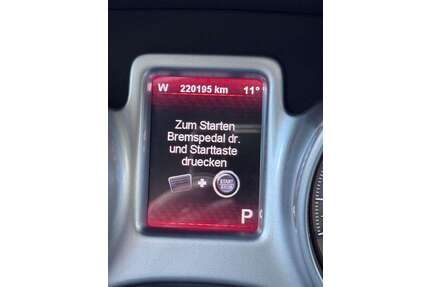 W 220195 km 11°
Zum Starten
Bremspedal dr.
und Starttaste
druecken
START
P